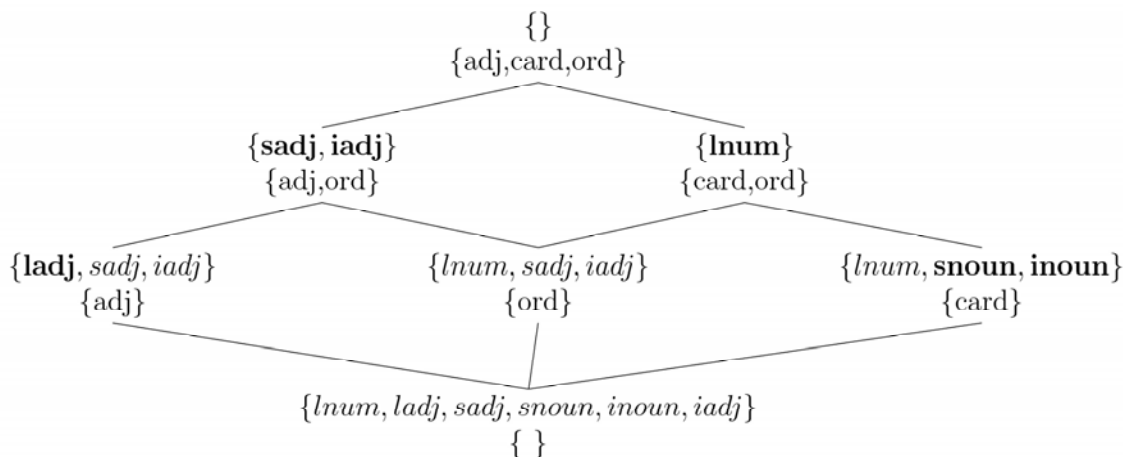 {}
{adj,card,ord}
{sadj, iadj} {lnum}
{adj,ord} {card,ord}
{ladj, sadj, iadj} {lnum, sadj, iadj} {lnum, snoun, inoun}
{adj} {ord} {card}
{lnum, ladj, sadj, snoun, inoun, iadj}
{ }